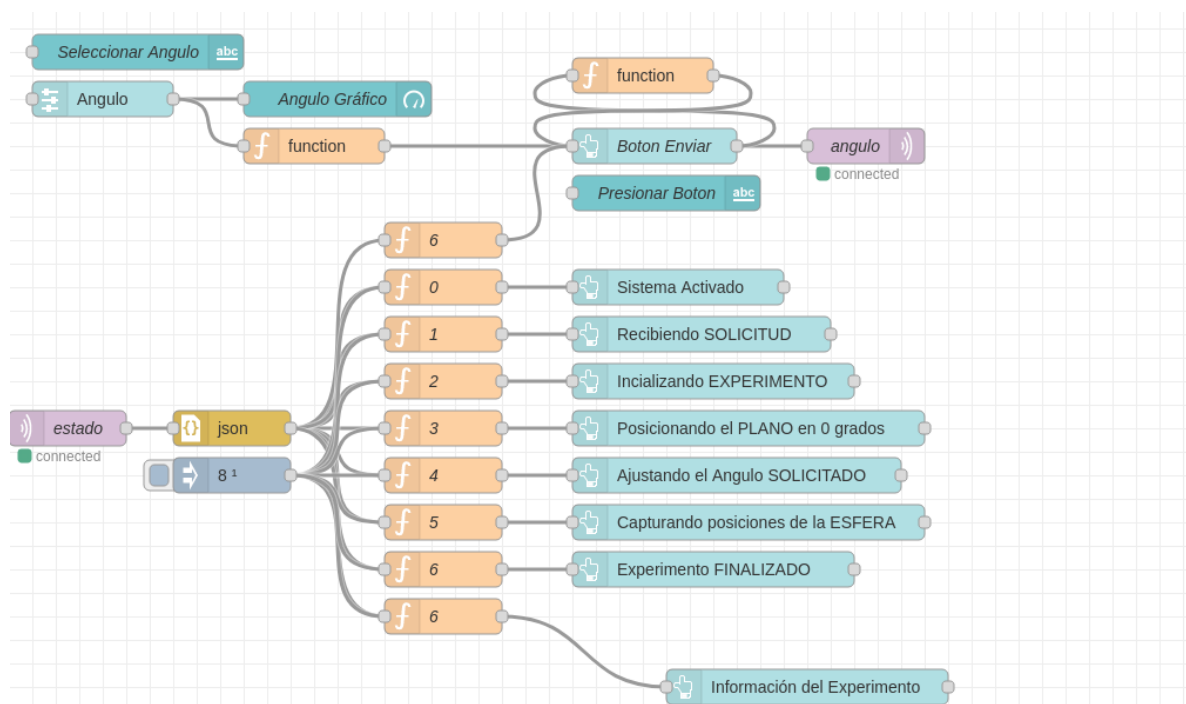 Seleccionar Angulo abc
function
Angulo
Angulo Gráfico
function
Boton Enviar
angulo
connected
Presionar Boton abc
6
0
Sistema Activado
1
Recibiendo SOLICITUD
2
Incializando EXPERIMENTO
estado
json
3
Posicionando el PLANO en 0 grados
connected
8 ¹
4
Ajustando el Angulo SOLICITADO
5
Capturando posiciones de la ESFERA
6
Experimento FINALIZADO
6
Información del Experimento